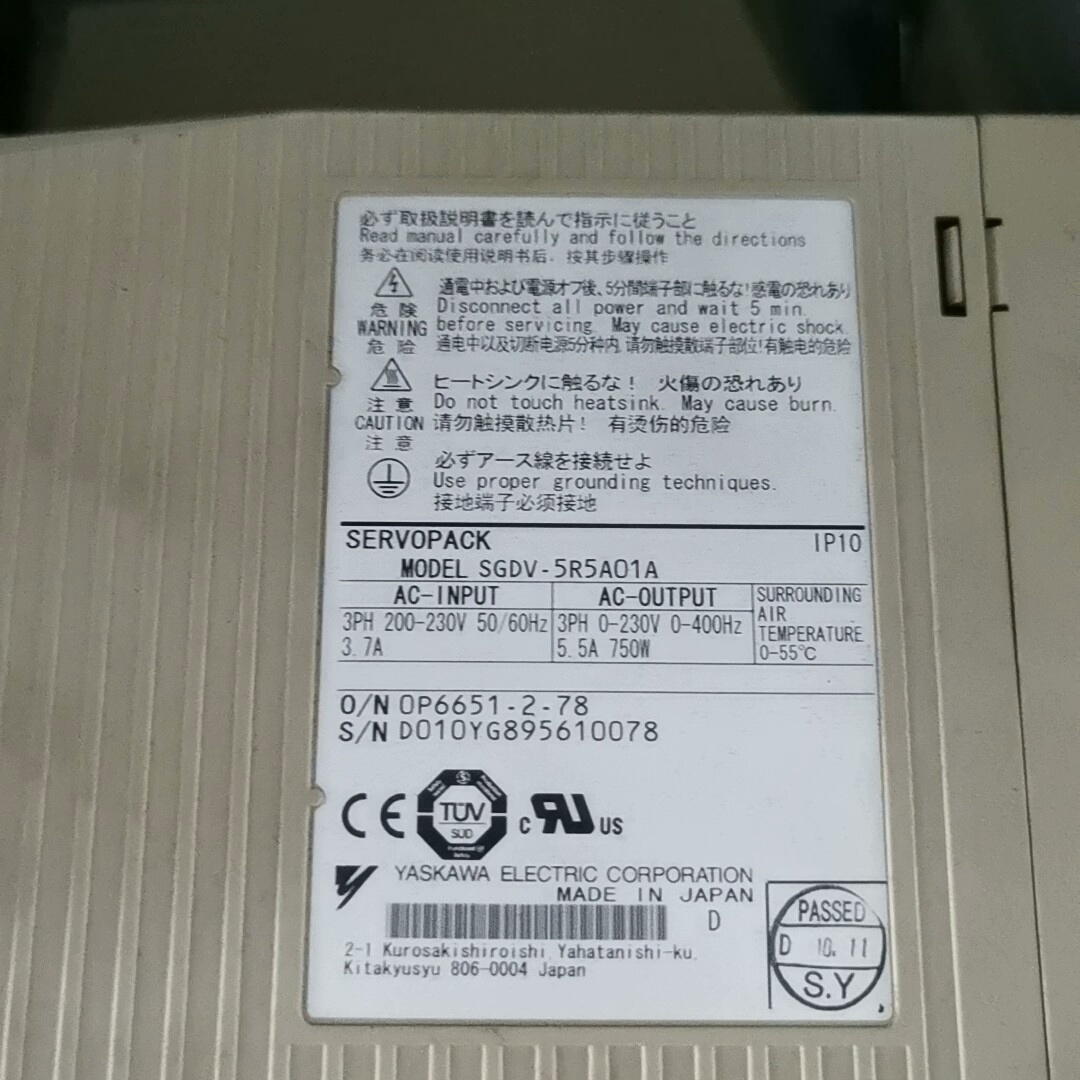 必ず取扱説明書を読んで指示に従うこと
Read manual carefully and follow the directions
务必在阅读使用说明书后,按其步骤操作
危険
WARNING
危险
通電中および電源オフ後、5分間端子部に触るな!感電の恐れあり
Disconnect all power and wait 5 min.
before servicing. May cause electric shock.
通电中以及切断电源5分种内,请勿触摸散端子部位!有触电的危险
注意
CAUTION
注意
ヒートシンクに触るな! 火傷の恐れあり
Do not touch heatsink. May cause burn.
请勿触摸散热片! 有烫伤的危险
必ずアース線を接続せよ
Use proper grounding techniques.
接地端子必须接地
SERVOPACK IP10
MODEL SGDV-5R5A01A
AC-INPUT
3PH 200-230V 50/60Hz
3.7A
AC-OUTPUT
3PH 0-230V 0-400Hz
5.5A 750W
SURROUNDING
AIR
TEMPERATURE
0-55℃
O/N OP6651-2-78
S/N D010YG895610078
CE
TÜV
SÜD
c RU US
YASKAWA ELECTRIC CORPORATION
MADE IN JAPAN
D
2-1 Kurosakishiroishi, Yahatanishi-ku,
Kitakyusyu 806-0004 Japan
PASSED
D 10.11
S.Y